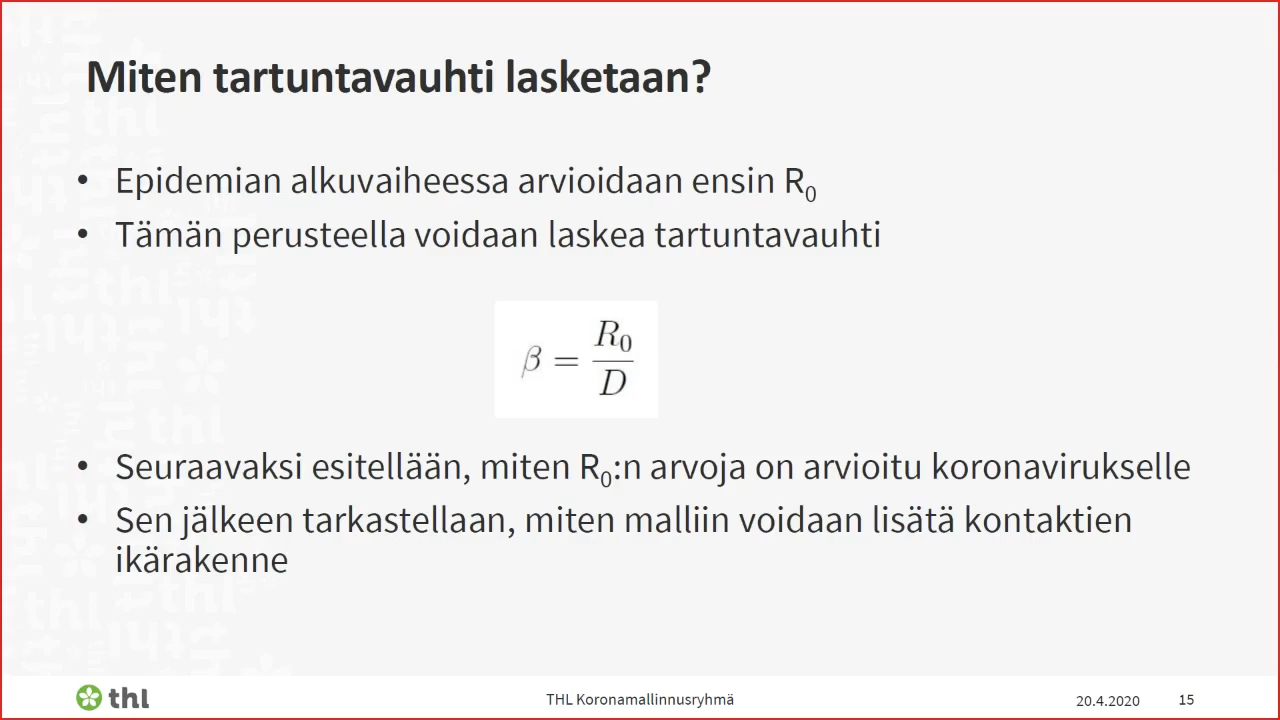 Miten tartuntavauhti lasketaan?
• Epidemian alkuvaiheessa arvioidaan ensin R₀
• Tämän perusteella voidaan laskea tartuntavauhti
β = R₀/D
• Seuraavaksi esitellään, miten R₀:n arvoja on arvioitu koronavirukselle
• Sen jälkeen tarkastellaan, miten malliin voidaan lisätä kontaktien
ikärakenne
thl
THL Koronamallinnusryhmä
20.4.2020
15